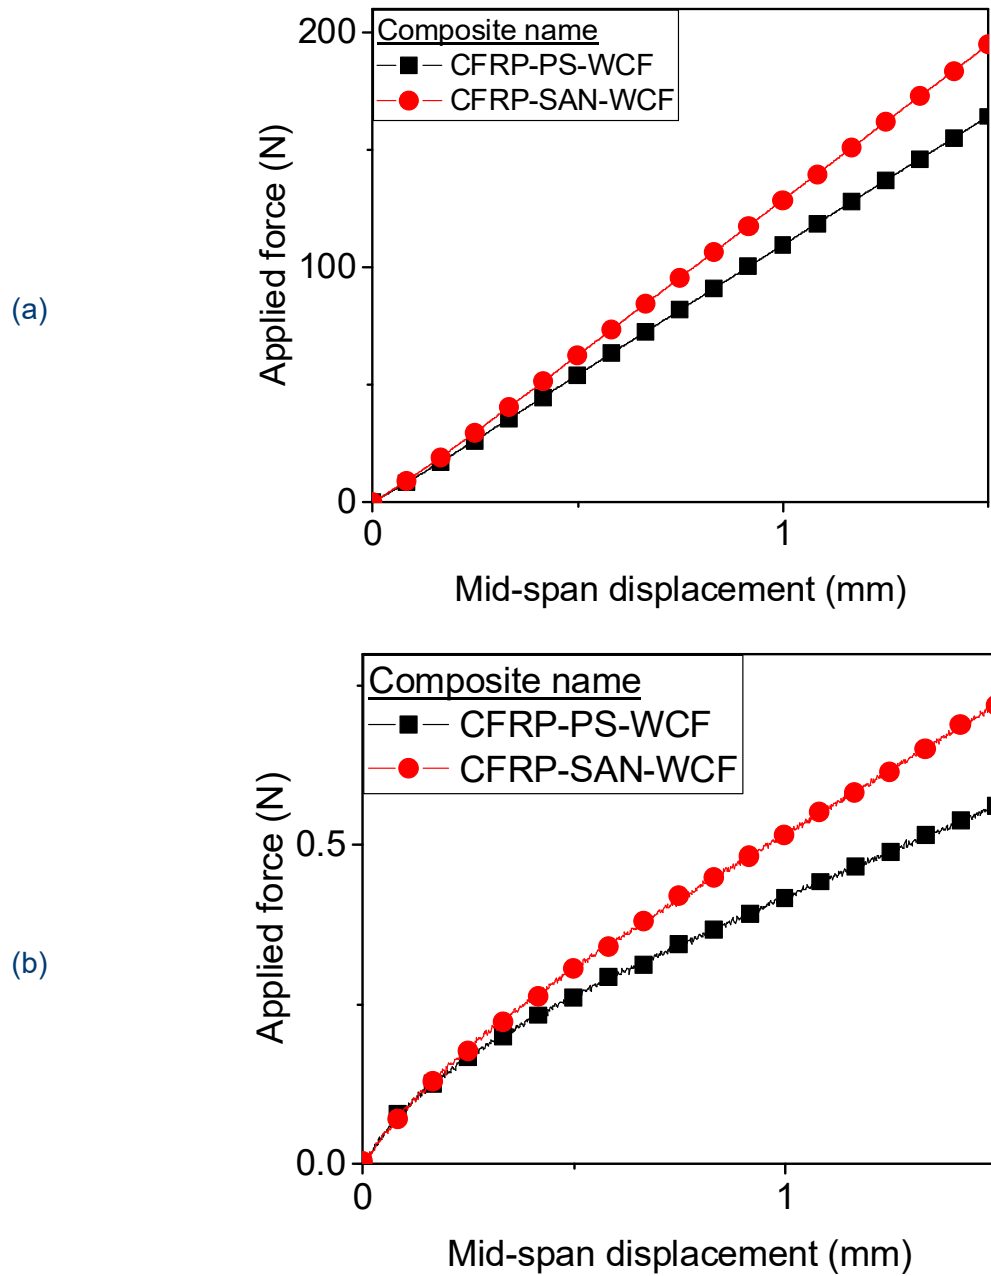 (a)
Composite name
CFRP-PS-WCF
CFRP-SAN-WCF
200
100
0
Applied force (N)
0
1
Mid-span displacement (mm)
(b)
Composite name
CFRP-PS-WCF
CFRP-SAN-WCF
0.5
0.0
Applied force (N)
0
1
Mid-span displacement (mm)